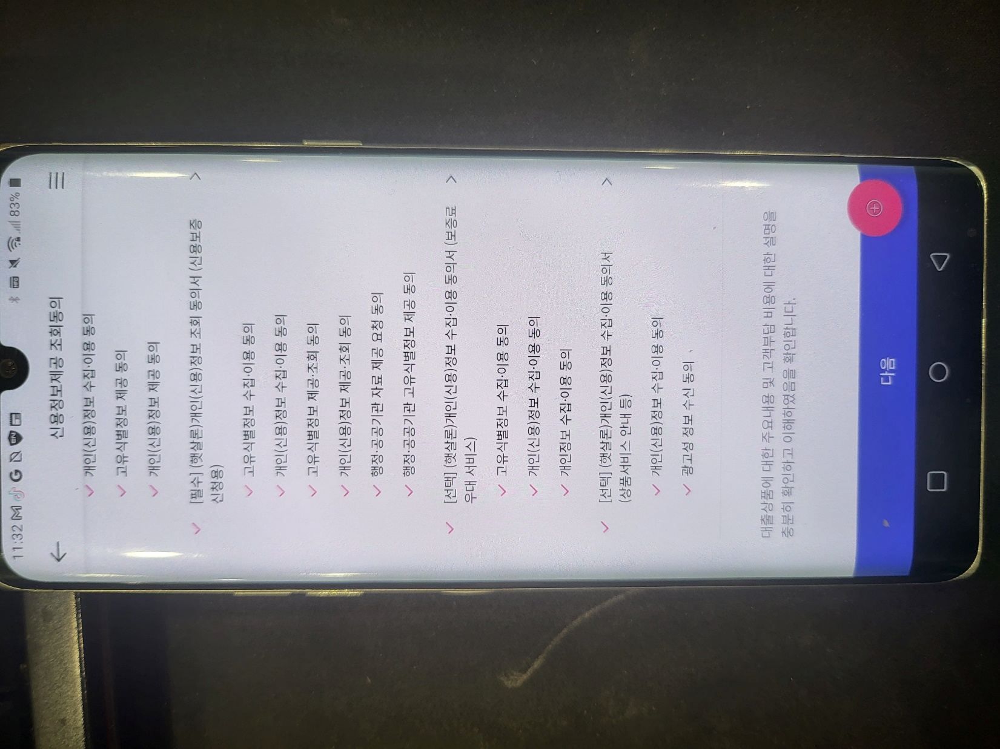 11:32
83%
신용정보제공 조회동의
개인(신용)정보 수집·이용 동의
고유식별정보 제공 동의
개인(신용)정보 제공 동의
[필수] (햇살론)개인(신용)정보 조회 동의서 (신용보증
신청용)
고유식별정보 수집·이용 동의
개인(신용)정보 수집·이용 동의
고유식별정보 제공·조회 동의
개인(신용)정보 제공·조회 동의
행정·공공기관 자료 제공 요청 동의
행정·공공기관 고유식별정보 제공 동의
[선택] (햇살론)개인(신용)정보 수집·이용 동의서 (보증료
우대 서비스)
고유식별정보 수집·이용 동의
개인(신용)정보 수집·이용 동의
개인정보 수집·이용 동의
[선택] (햇살론)개인(신용)정보 수집·이용 동의서
(상품서비스 안내 등)
개인(신용)정보 수집·이용 동의
광고성 정보 수신 동의
대출상품에 대한 주요내용 및 고객부담 비용에 대한 설명을
충분히 확인하고 이해하였음을 확인합니다.
다음